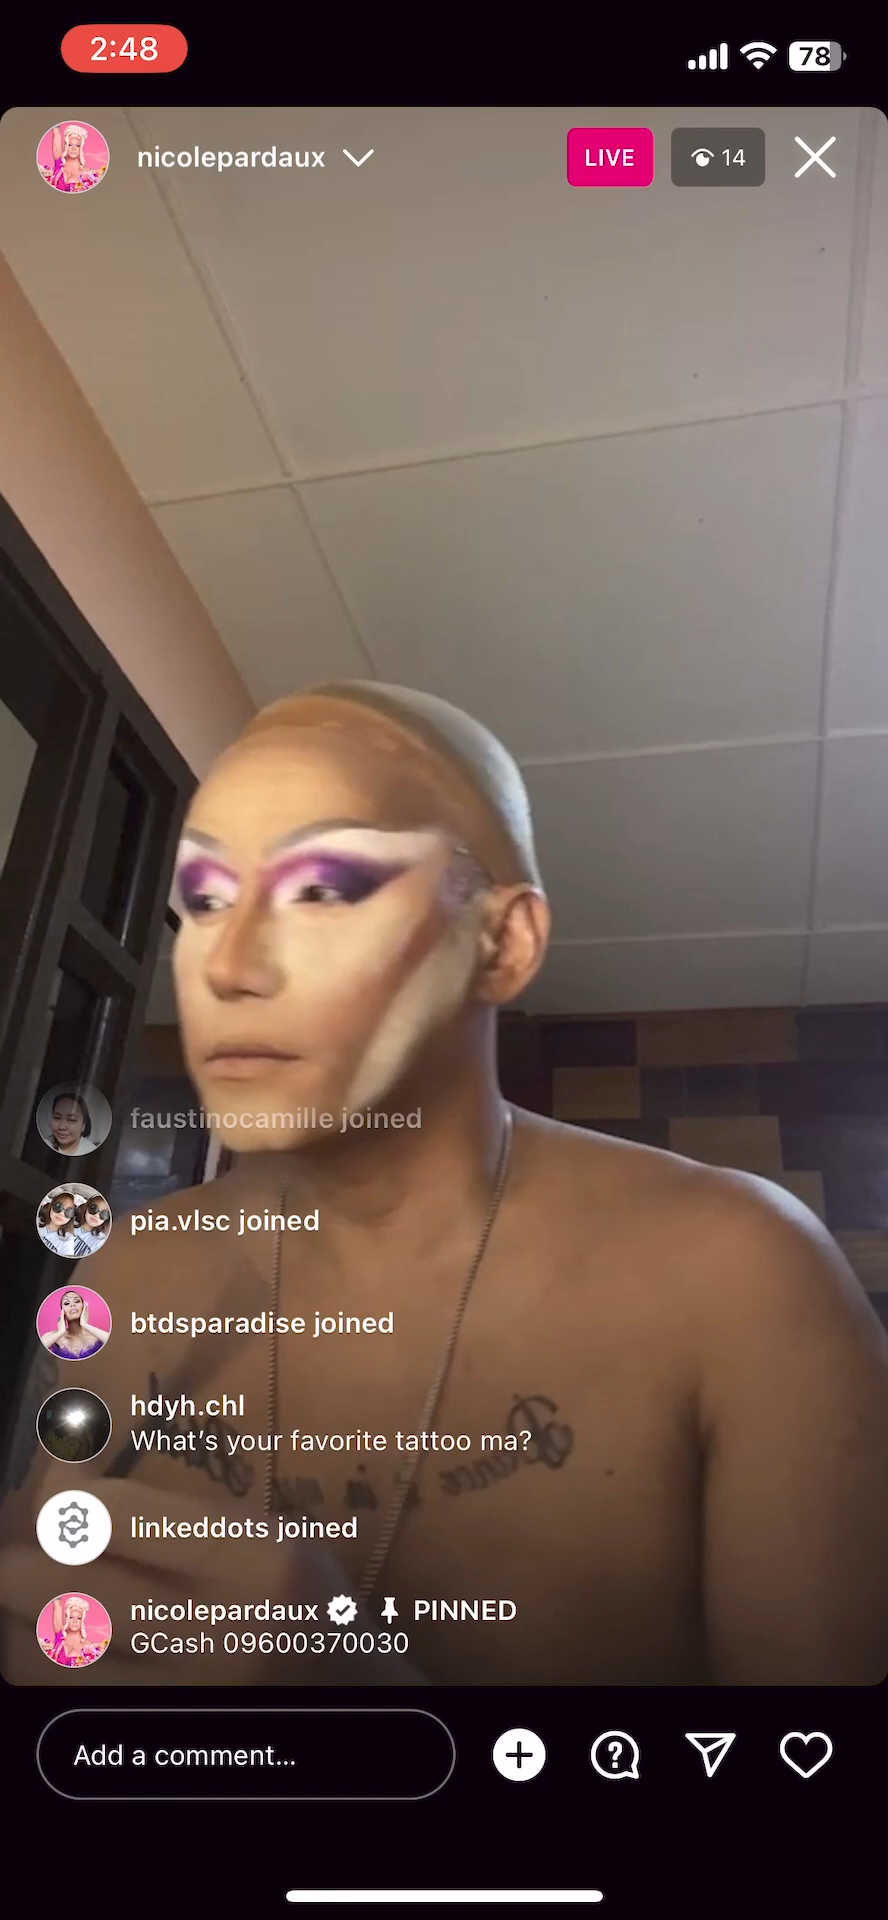 2:48
78
nicolepardaux
LIVE
14
faustinocamille joined
pia.vlsc joined
btdsparadise joined
hdyh.chl
What's your favorite tattoo ma?
linkeddots joined
nicolepardaux PINNED
GCash 09600370030
Add a comment...